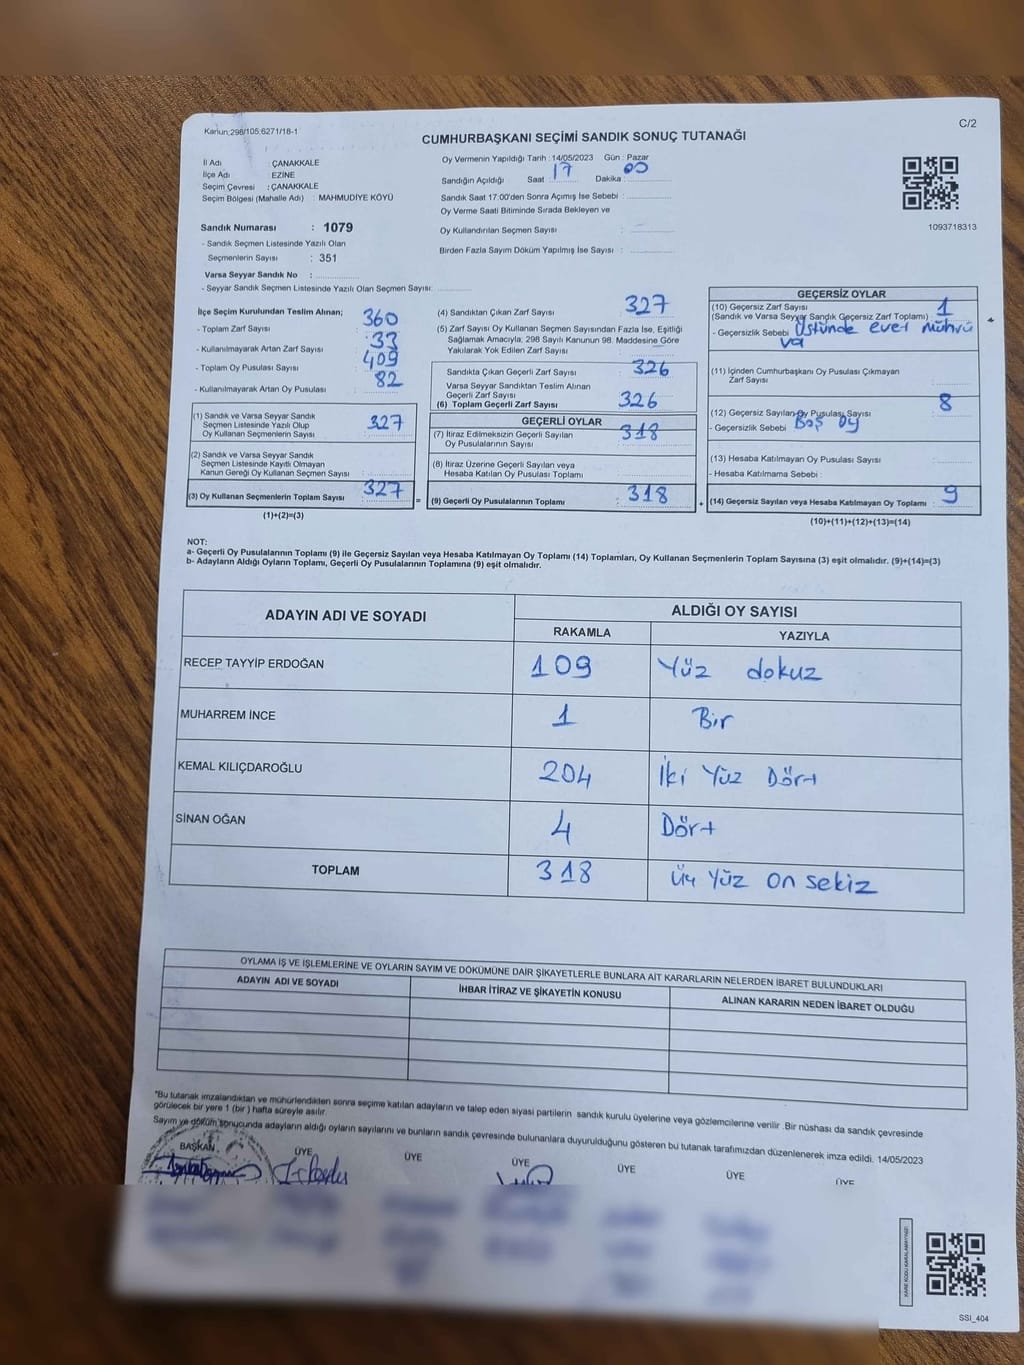 Kanun:298/105;6271/18-1
C/2
CUMHURBAŞKANI SEÇİMİ SANDIK SONUÇ TUTANAĞI
İl Adı : ÇANAKKALE
İlçe Adı : EZİNE
Seçim Çevresi : ÇANAKKALE
Seçim Bölgesi (Mahalle Adı) : MAHMUDİYE KÖYÜ
Sandık Numarası : 1079
- Sandık Seçmen Listesinde Yazılı Olan
Seçmenlerin Sayısı : 351
Varsa Seyyar Sandık No :
- Seyyar Sandık Seçmen Listesinde Yazılı Olan Seçmen Sayısı:
Oy Vermenin Yapıldığı Tarih : 14/05/2023 Gün : Pazar
Sandığın Açıldığı Saat : 17 Dakika : 00
Sandık Saat 17:00'den Sonra Açılmış İse Sebebi :
Oy Verme Saati Bitiminde Sırada Bekleyen ve
Oy Kullandırılan Seçmen Sayısı :
Birden Fazla Sayım Döküm Yapılmış İse Sayısı :
1093718313
İlçe Seçim Kurulundan Teslim Alınan;
- Toplam Zarf Sayısı 360
- Kullanılmayarak Artan Zarf Sayısı 33
- Toplam Oy Pusulası Sayısı 409
- Kullanılmayarak Artan Oy Pusulası 82
(1) Sandık ve Varsa Seyyar Sandık
Seçmen Listesinde Yazılı Olup
Oy Kullanan Seçmenlerin Sayısı 327
(2) Sandık ve Varsa Seyyar Sandık
Seçmen Listesinde Kayıtlı Olmayan
Kanun Gereği Oy Kullanan Seçmen Sayısı
(3) Oy Kullanan Seçmenlerin Toplam Sayısı 327 =
(1)+(2)=(3)
(4) Sandıktan Çıkan Zarf Sayısı 327
(5) Zarf Sayısı Oy Kullanan Seçmen Sayısından Fazla İse, Eşitliği
Sağlamak Amacıyla, 298 Sayılı Kanunun 98. Maddesine Göre
Yakılarak Yok Edilen Zarf Sayısı :
Sandıkta Çıkan Geçerli Zarf Sayısı : 326
Varsa Seyyar Sandıktan Teslim Alınan
Geçerli Zarf Sayısı
(6) Toplam Geçerli Zarf Sayısı 326
GEÇERLİ OYLAR
(7) İtiraz Edilmeksizin Geçerli Sayılan 318
Oy Pusulalarının Sayısı
(8) İtiraz Üzerine Geçerli Sayılan veya
Hesaba Katılan Oy Pusulası Toplamı
(9) Geçerli Oy Pusulalarının Toplamı : 318 +
GEÇERSİZ OYLAR
(10) Geçersiz Zarf Sayısı 1
(Sandık ve Varsa Seyyar Sandık Geçersiz Zarf Toplamı)
- Geçersizlik Sebebi Üstünde evet mührü
va
(11) İçinden Cumhurbaşkanı Oy Pusulası Çıkmayan
Zarf Sayısı
(12) Geçersiz Sayılan Oy Pusulası Sayısı 8
- Geçersizlik Sebebi Boş Oy
(13) Hesaba Katılmayan Oy Pusulası Sayısı
- Hesaba Katılmama Sebebi :
(14) Geçersiz Sayılan veya Hesaba Katılmayan Oy Toplamı : 9
(10)+(11)+(12)+(13)=(14)
NOT:
a- Geçerli Oy Pusulalarının Toplamı (9) ile Geçersiz Sayılan veya Hesaba Katılmayan Oy Toplamı (14) Toplamları, Oy Kullanan Seçmenlerin Toplam Sayısına (3) eşit olmalıdır. (9)+(14)=(3)
b- Adayların Aldığı Oyların Toplamı, Geçerli Oy Pusulalarının Toplamına (9) eşit olmalıdır.
ADAYIN ADI VE SOYADI ALDIĞI OY SAYISI
RAKAMLA YAZIYLA
RECEP TAYYİP ERDOĞAN 109 Yüz dokuz
MUHARREM İNCE 1 Bir
KEMAL KILIÇDAROĞLU 204 İki Yüz Dört
SİNAN OĞAN 4 Dört
TOPLAM 318 Üç Yüz On sekiz
OYLAMA İŞ VE İŞLEMLERİNE VE OYLARIN SAYIM VE DÖKÜMÜNE DAİR ŞİKAYETLERLE BUNLARA AİT KARARLARIN NELERDEN İBARET BULUNDUKLARI
ADAYIN ADI VE SOYADI İHBAR İTİRAZ VE ŞİKAYETİN KONUSU ALINAN KARARIN NEDEN İBARET OLDUĞU
"Bu tutanak imzalandıktan ve mühürlendikten sonra seçime katılan adayların ve talep eden siyasi partilerin sandık kurulu üyelerine veya gözlemcilerine verilir .Bir nüshası da sandık çevresinde
görülecek bir yere 1 (bir ) hafta süreyle asılır.
Sayım ve döküm sonucunda adayların aldığı oyların sayılarını ve bunların sandık çevresinde bulunanlara duyurulduğunu gösteren bu tutanak tarafımızdan düzenlenerek imza edildi. 14/05/2023
BAŞKAN ÜYE ÜYE ÜYE ÜYE ÜYE ÜYE
KARE KODU KARALAMAYINIZ!
SSI_404